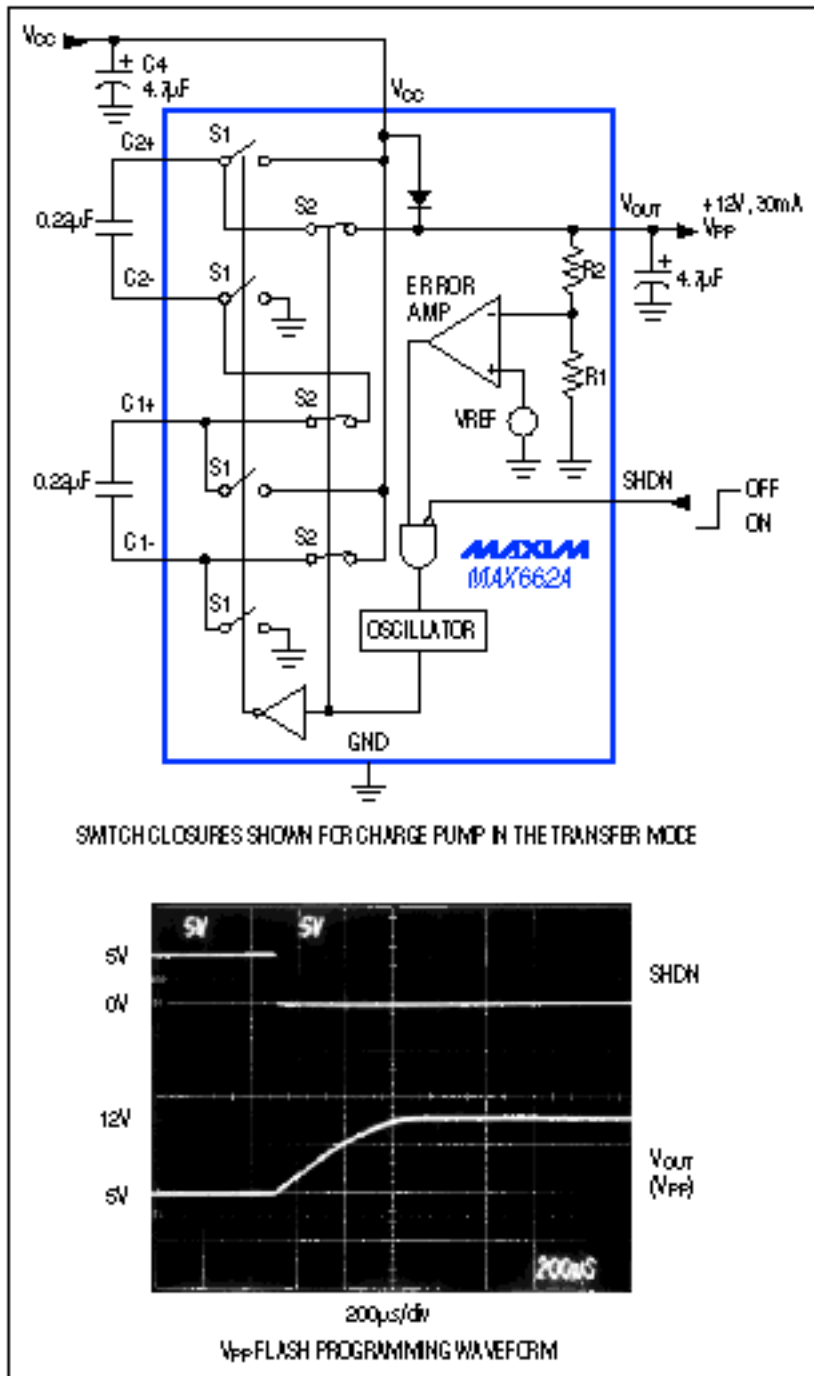 VCC
C4
4.7µF
VCC
C2+
S1
0.22µF
S2
VOUT
+12V, 30mA
VPP
C2-
S1
ERROR
AMP
R2
4.7µF
C1+
S2
R1
VREF
0.22µF
S1
SHDN
OFF
ON
C1-
S2
MAXIM
MAX662A
S1
OSCILLATOR
GND
SWITCH CLOSURES SHOWN FOR CHARGE PUMP IN THE TRANSFER MODE
5V
5V
5V
SHDN
0V
12V
VOUT
(VPP)
5V
200µS
200µs/div
VPP FLASH PROGRAMMING WAVEFORM